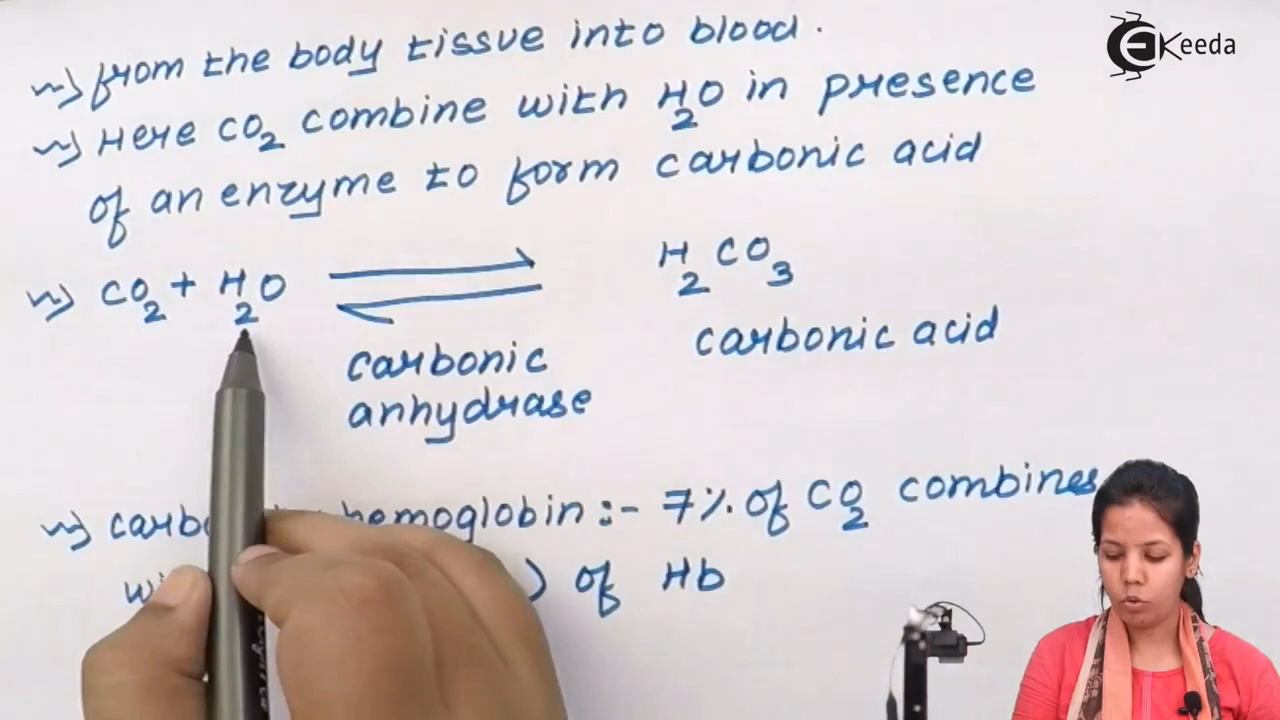 from the body tissue into blood.
Here CO2 combine with H2O in presence
of an enzyme to form carbonic acid
CO2 + H2O ⇌ H2CO3
carbonic anhydrase
carbonic acid
hemoglobin :- 7% of CO2 combines
) of Hb
EKeeda